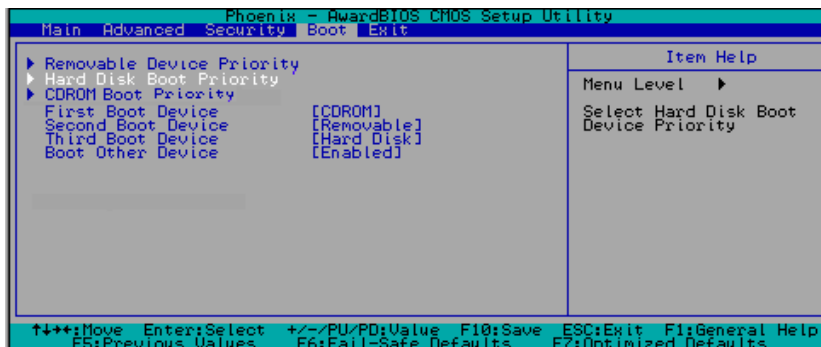 Phoenix - AwardBIOS CMOS Setup Utility
Main Advanced Security Boot Exit
Removable Device Priority
Hard Disk Boot Priority
CDROM Boot Priority
First Boot Device [CDROM]
Second Boot Device [Removable]
Third Boot Device [Hard Disk]
Boot Other Device [Enabled]
Item Help
Menu Level ▶
Select Hard Disk Boot
Device Priority
↑↓→←:Move Enter:Select +/-/PU/PD:Value F10:Save ESC:Exit F1:General Help
F5:Previous Values F6:Fail-Safe Defaults F7:Optimized Defaults